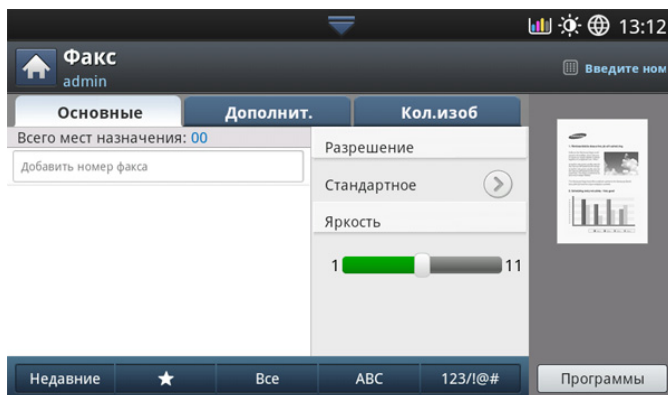 13:12
Факс
admin
Введите ном
Основные
Дополнит.
Кол.изоб
Всего мест назначения: 00
Добавить номер факса
Разрешение
Стандартное
Яркость
1
11
Недавние
Все
ABC
123/!@#
Программы